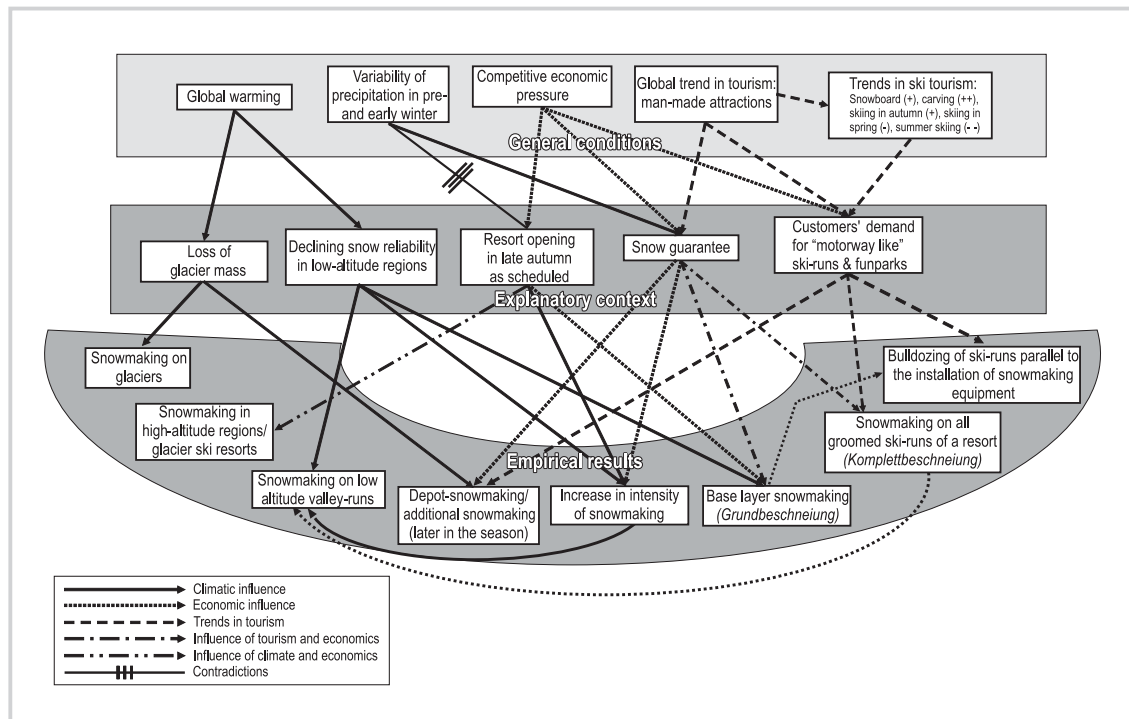 Global warming
Variability of
precipitation in pre-
and early winter
Competitive economic
pressure
Global trend in tourism:
man-made attractions
Trends in ski tourism:
Snowboard (+), carving (++),
skiing in autumn (+), skiing in
spring (-), summer skiing (- -)
General conditions
Loss of
glacier mass
Declining snow reliability
in low-altitude regions
Resort opening
in late autumn
as scheduled
Snow guarantee
Customers' demand
for "motorway like"
ski-runs & funparks
Explanatory context
Snowmaking on
glaciers
Bulldozing of ski-runs parallel to
the installation of snowmaking
equipment
Snowmaking in
high-altitude regions/
glacier ski resorts
Snowmaking on all
groomed ski-runs of a resort
(Komplettbeschneiung)
Empirical results
Snowmaking on low
altitude valley-runs
Depot-snowmaking/
additional snowmaking
(later in the season)
Increase in intensity
of snowmaking
Base layer snowmaking
(Grundbeschneiung)
Climatic influence
Economic influence
Trends in tourism
Influence of tourism and economics
Influence of climate and economics
Contradictions